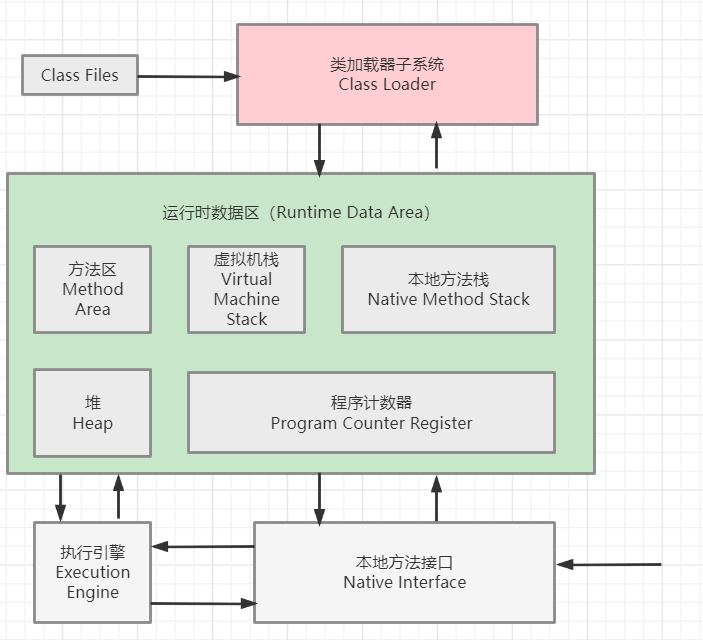 Class Files
类加载器子系统
Class Loader
运行时数据区（Runtime Data Area）
方法区
Method
Area
虚拟机栈
Virtual
Machine
Stack
本地方法栈
Native Method Stack
堆
Heap
程序计数器
Program Counter Register
执行引擎
Execution
Engine
本地方法接口
Native Interface